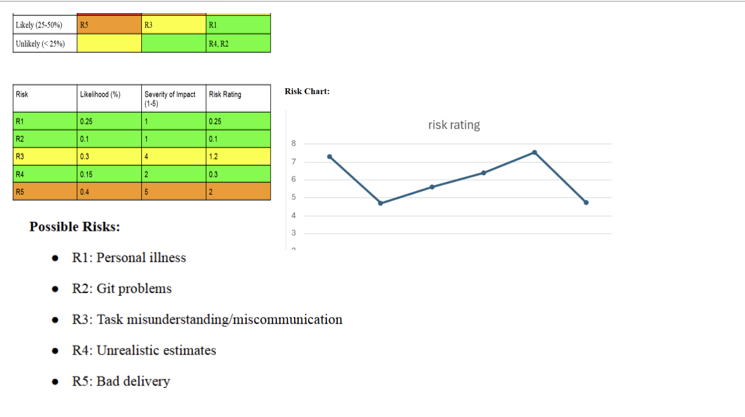 Likely (25-50%) R5 R3 R1
Unlikely (< 25%) R4, R2
Risk Likelihood (%) Severity of Impact (1-5) Risk Rating
R1 0.25 1 0.25
R2 0.1 1 0.1
R3 0.3 4 1.2
R4 0.15 2 0.3
R5 0.4 5 2
Risk Chart:
risk rating
8
7
6
5
4
3
Possible Risks:
● R1: Personal illness
● R2: Git problems
● R3: Task misunderstanding/miscommunication
● R4: Unrealistic estimates
● R5: Bad delivery